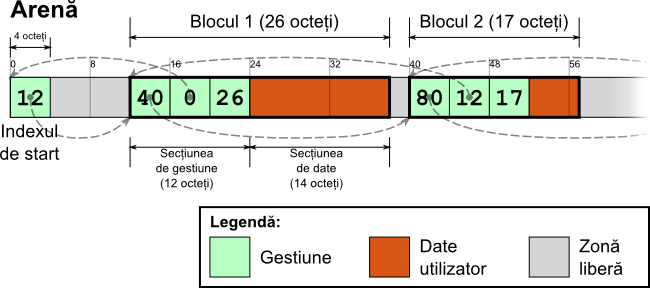 Arenă
Blocul 1 (26 octeți)
Blocul 2 (17 octeți)
4 octeți
0 8 16 24 32 40 48 56
12 40 0 26 80 12 17
Indexul
de start
Secțiunea
de gestiune
(12 octeți)
Secțiunea
de date
(14 octeți)
Legendă:
Gestiune
Date
utilizator
Zonă
liberă